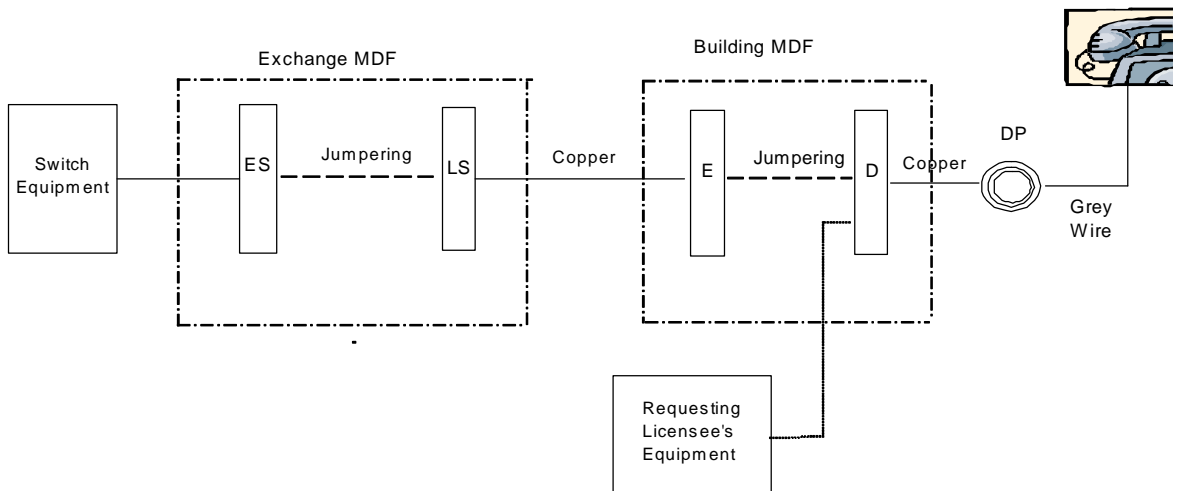 Exchange MDF
Building MDF
DP
Switch
Equipment
ES
Jumpering
LS
Copper
E
Jumpering
D
Copper
Grey
Wire
Requesting
Licensee's
Equipment